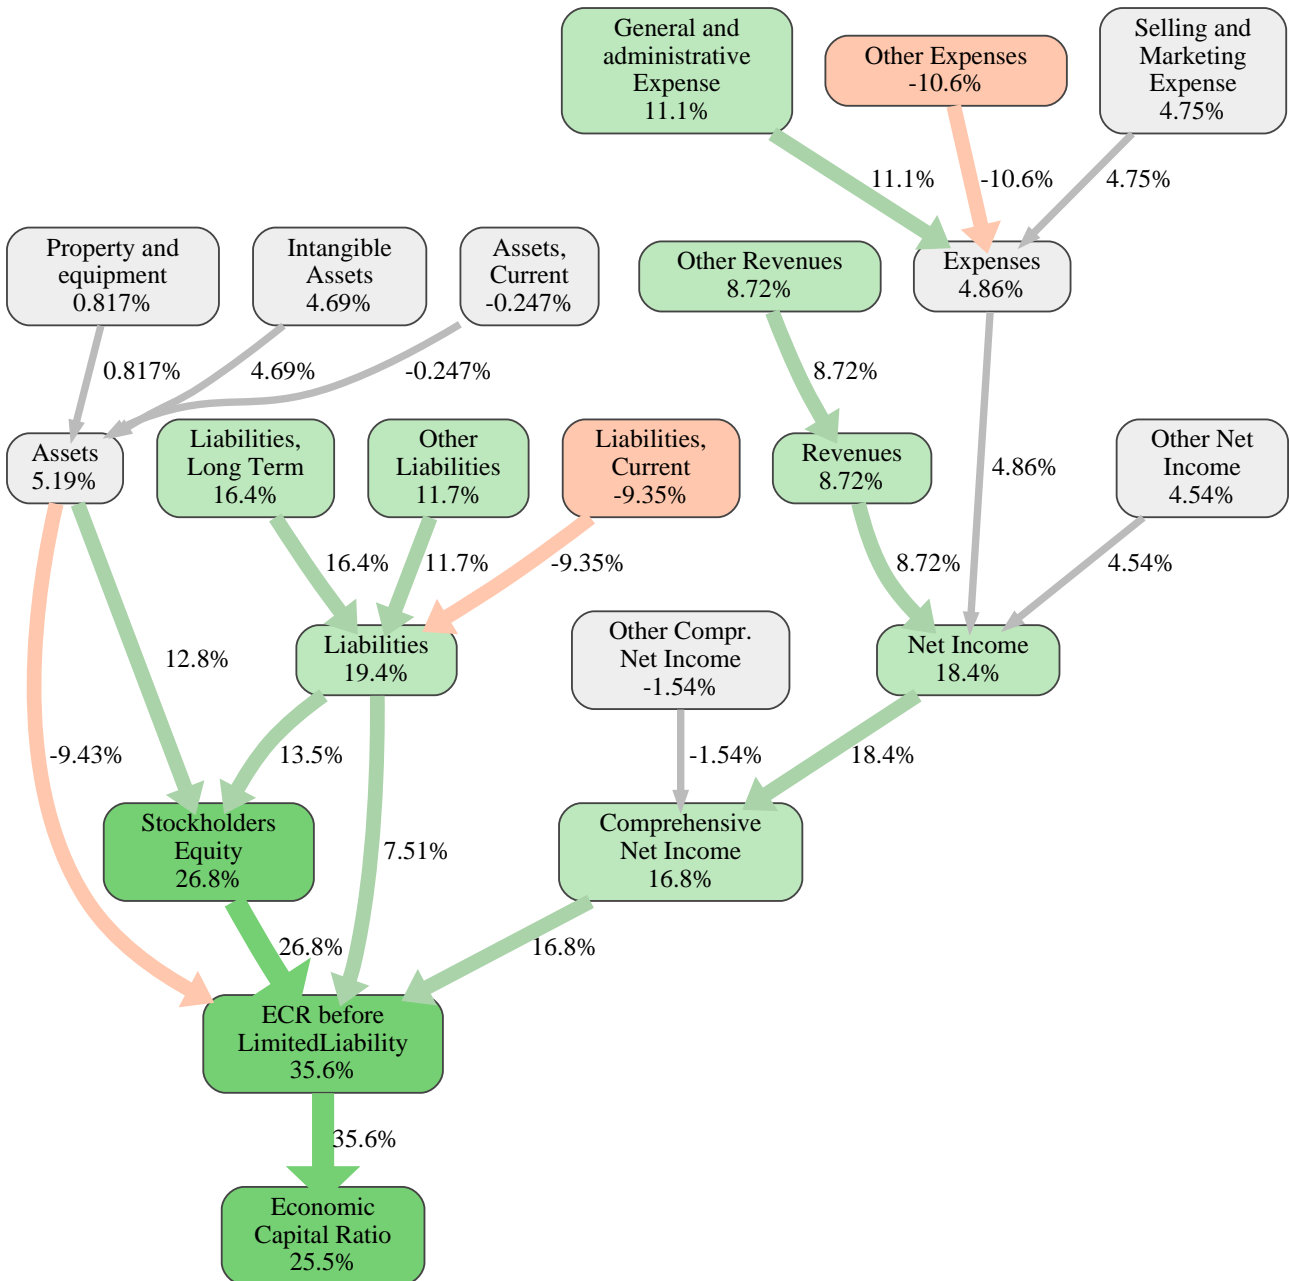 General and
administrative
Expense
11.1%
Other Expenses
-10.6%
Selling and
Marketing
Expense
4.75%
11.1%
-10.6%
4.75%
Property and
equipment
0.817%
Intangible
Assets
4.69%
Assets,
Current
-0.247%
Other Revenues
8.72%
Expenses
4.86%
0.817%
4.69%
-0.247%
8.72%
4.86%
Assets
5.19%
Liabilities,
Long Term
16.4%
Other
Liabilities
11.7%
Liabilities,
Current
-9.35%
Revenues
8.72%
Other Net
Income
4.54%
16.4%
11.7%
-9.35%
8.72%
4.54%
12.8%
Liabilities
19.4%
Other Compr.
Net Income
-1.54%
Net Income
18.4%
-9.43%
13.5%
-1.54%
18.4%
Stockholders
Equity
26.8%
7.51%
Comprehensive
Net Income
16.8%
26.8%
16.8%
ECR before
LimitedLiability
35.6%
35.6%
Economic
Capital Ratio
25.5%